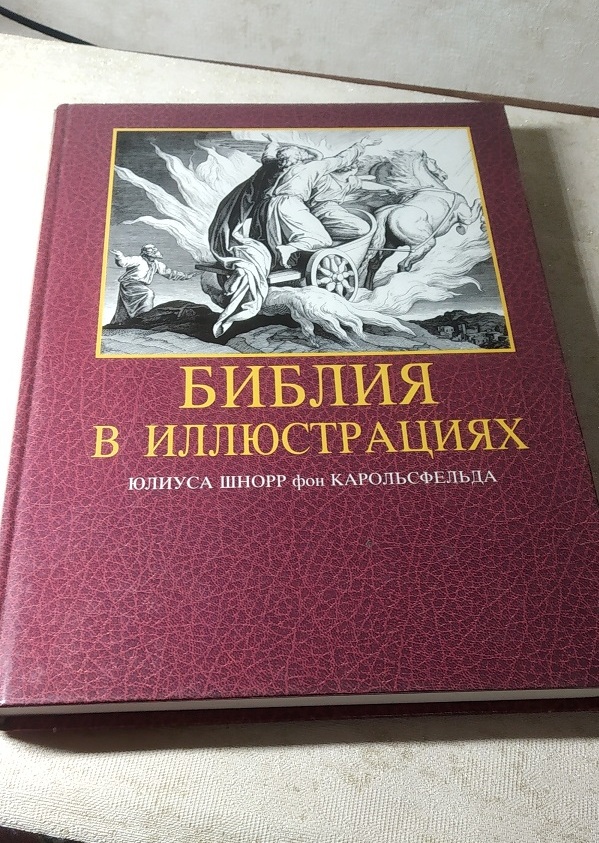 БИБЛИЯ
В ИЛЛЮСТРАЦИЯХ
ЮЛИУСА ШНОРР фон КАРОЛЬСФЕЛЬДА